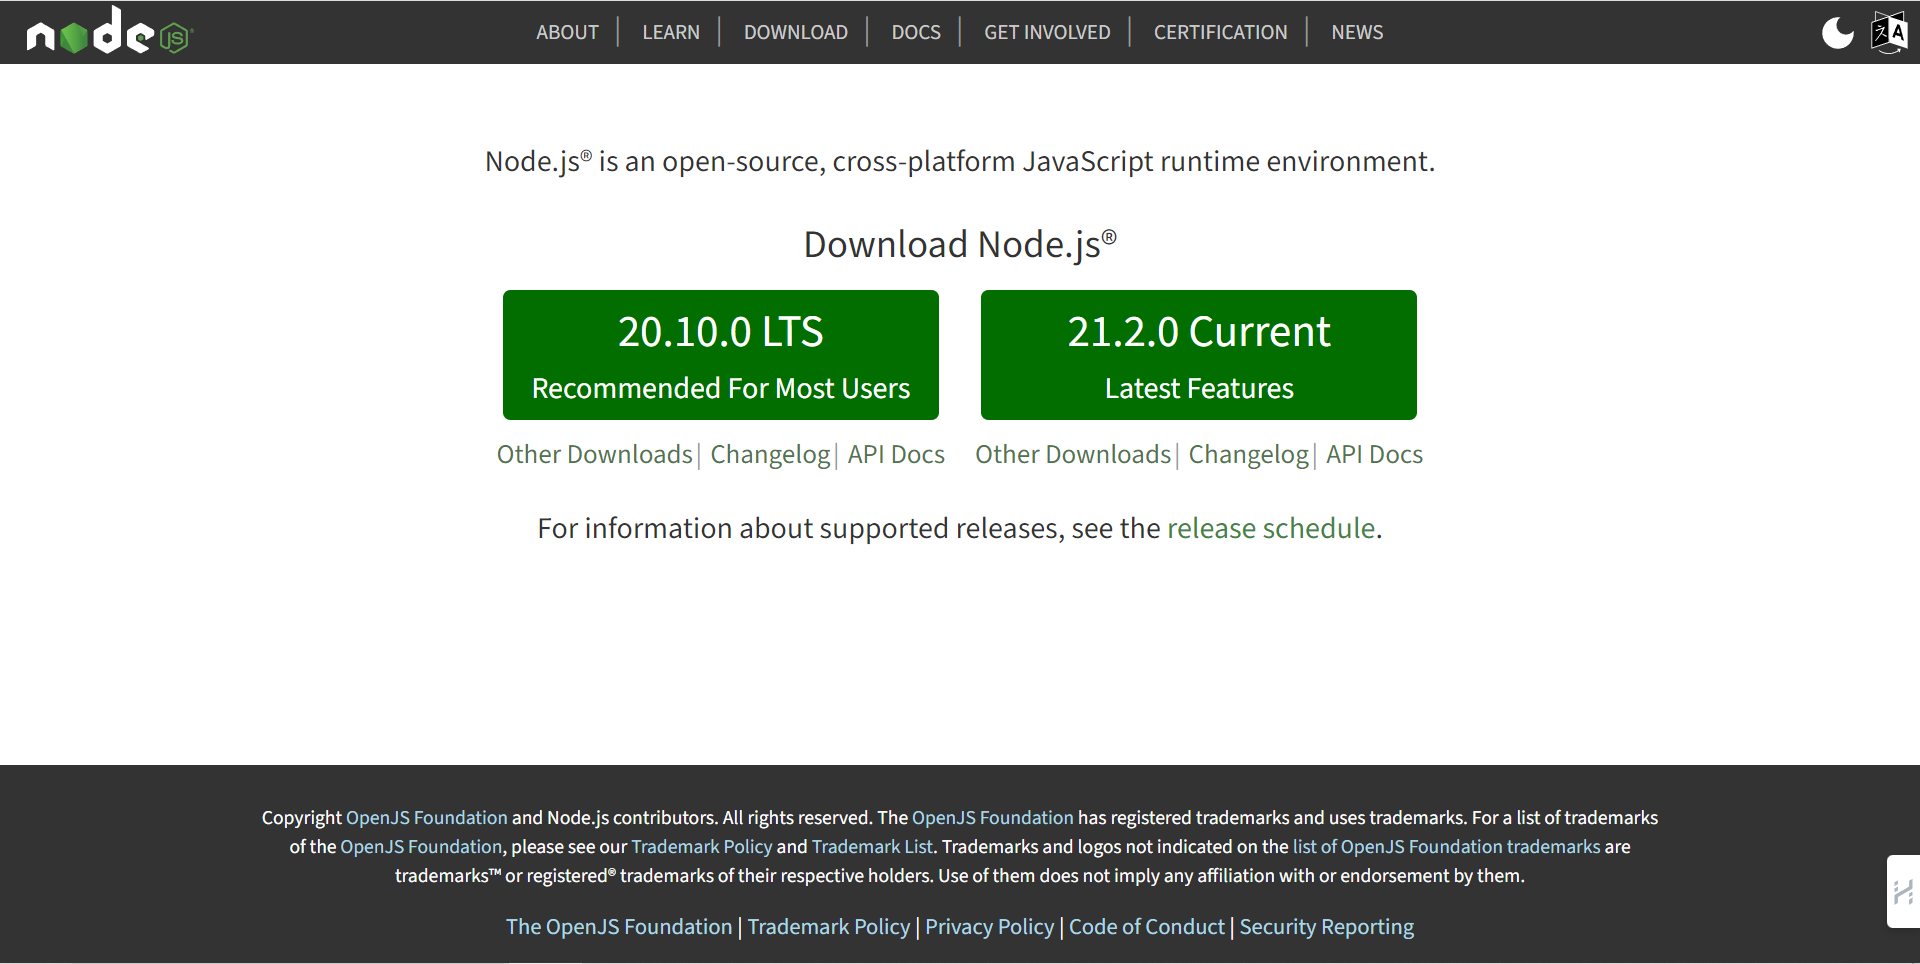 node JS
ABOUT | LEARN | DOWNLOAD | DOCS | GET INVOLVED | CERTIFICATION | NEWS
Node.js® is an open-source, cross-platform JavaScript runtime environment.
Download Node.js®
20.10.0 LTS
Recommended For Most Users
21.2.0 Current
Latest Features
Other Downloads | Changelog | API Docs
Other Downloads | Changelog | API Docs
For information about supported releases, see the release schedule.
Copyright OpenJS Foundation and Node.js contributors. All rights reserved. The OpenJS Foundation has registered trademarks and uses trademarks. For a list of trademarks
of the OpenJS Foundation, please see our Trademark Policy and Trademark List. Trademarks and logos not indicated on the list of OpenJS Foundation trademarks are
trademarks™ or registered® trademarks of their respective holders. Use of them does not imply any affiliation with or endorsement by them.
The OpenJS Foundation | Trademark Policy | Privacy Policy | Code of Conduct | Security Reporting